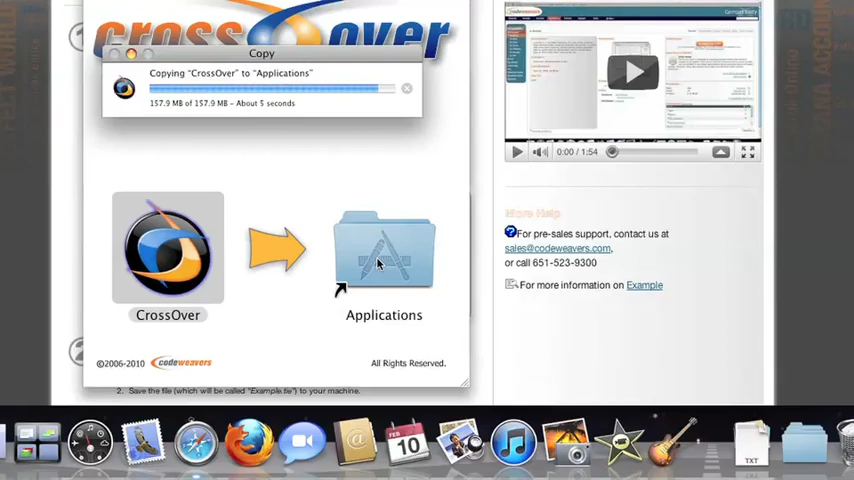 crossover
Copy
Copying "CrossOver" to "Applications"
157.9 MB of 157.9 MB - About 5 seconds
CrossOver
Applications
©2006-2010 codeweavers
All Rights Reserved.
2. Save the file (which will be called "Example.tie") to your machine.
0:00 / 1:54
More Help
For pre-sales support, contact us at
sales@codeweavers.com,
or call 651-523-9300
For more information on Example
FEB
10
TXT